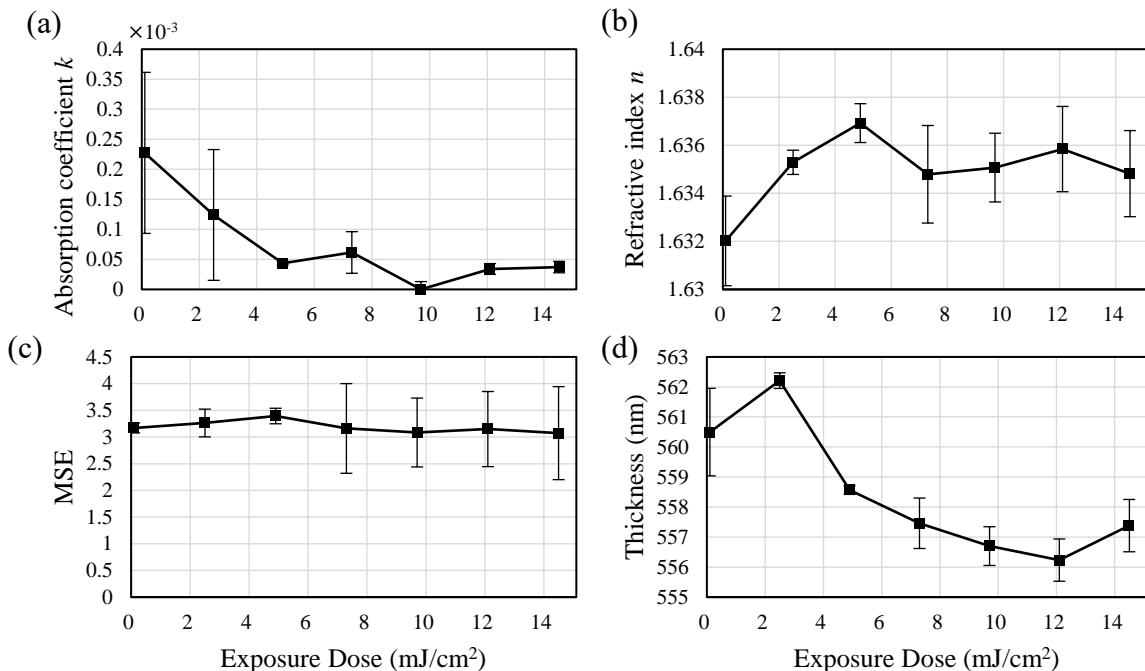 (a)
×10⁻³
Absorption coefficient k
0.4
0.35
0.3
0.25
0.2
0.15
0.1
0.05
0
0 2 4 6 8 10 12 14
(b)
Refractive index n
1.64
1.638
1.636
1.634
1.632
1.63
0 2 4 6 8 10 12 14
(c)
MSE
4.5
4
3.5
3
2.5
2
1.5
1
0.5
0
0 2 4 6 8 10 12 14
Exposure Dose (mJ/cm²)
(d)
Thickness (nm)
563
562
561
560
559
558
557
556
555
0 2 4 6 8 10 12 14
Exposure Dose (mJ/cm²)